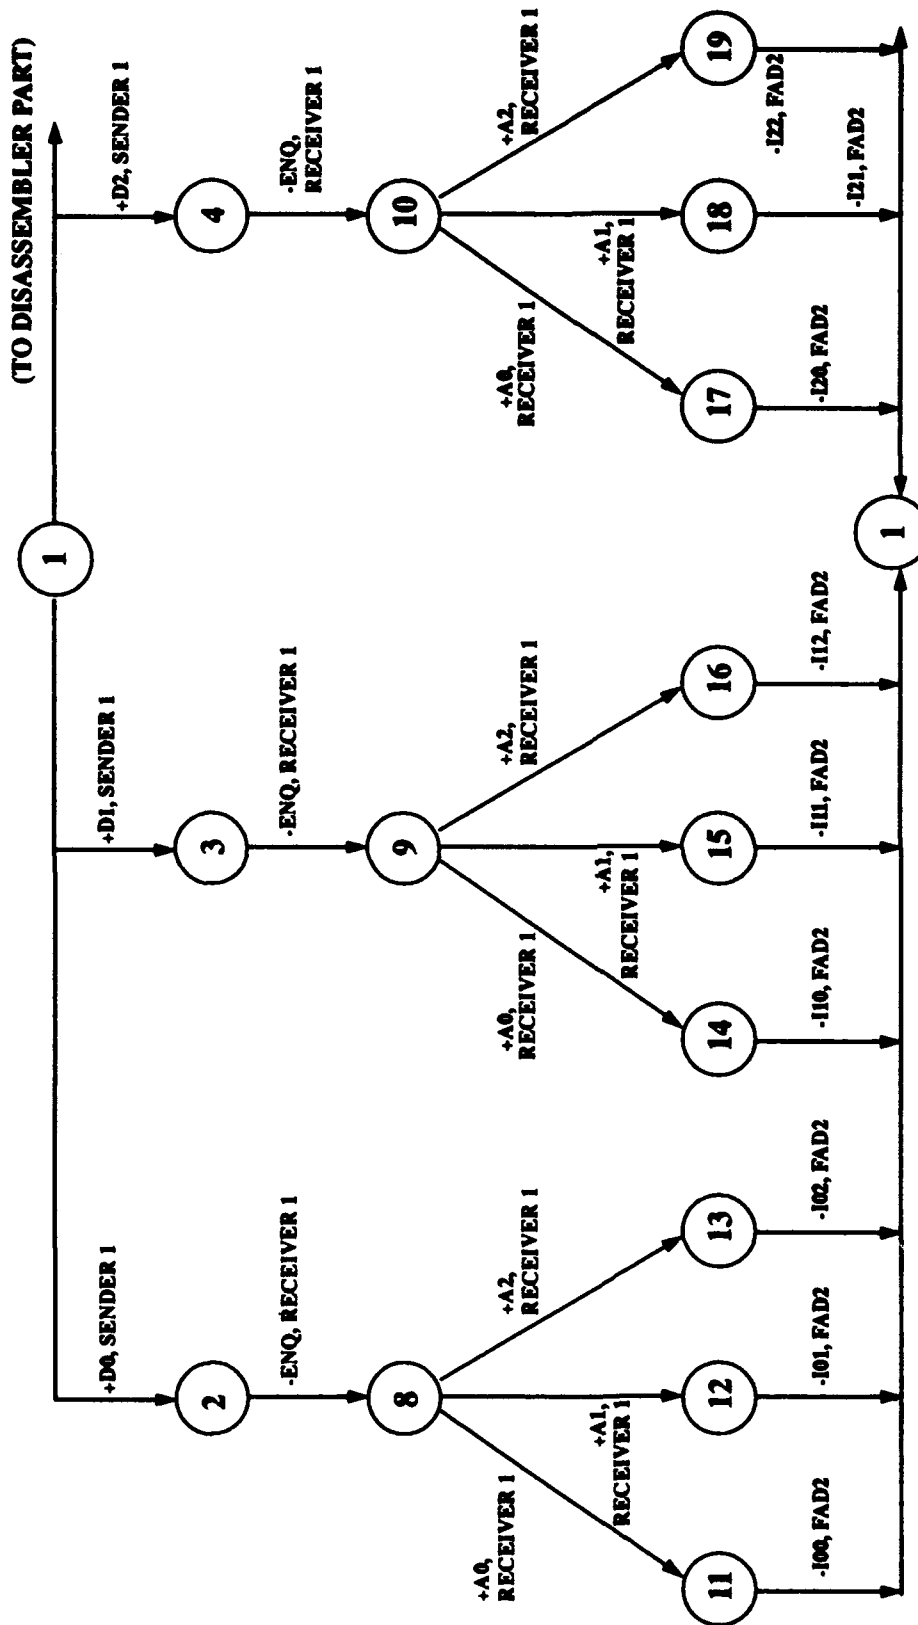 (TO DISASSEMBLER PART)
1
+D0, SENDER 1
+D1, SENDER 1
+D2, SENDER 1
2
3
4
-ENQ, RECEIVER 1
-ENQ, RECEIVER 1
-ENQ,
RECEIVER 1
8
9
10
+A0,
RECEIVER 1
+A1,
RECEIVER 1
+A2,
RECEIVER 1
+A0,
RECEIVER 1
+A1,
RECEIVER 1
+A2,
RECEIVER 1
+A0,
RECEIVER 1
+A1,
RECEIVER 1
+A2,
RECEIVER 1
11
12
13
14
15
16
17
18
19
-I00, FAD2
-I01, FAD2
-I02, FAD2
-I10, FAD2
-I11, FAD2
-I12, FAD2
-I20, FAD2
-I21, FAD2
-I22, FAD2
1